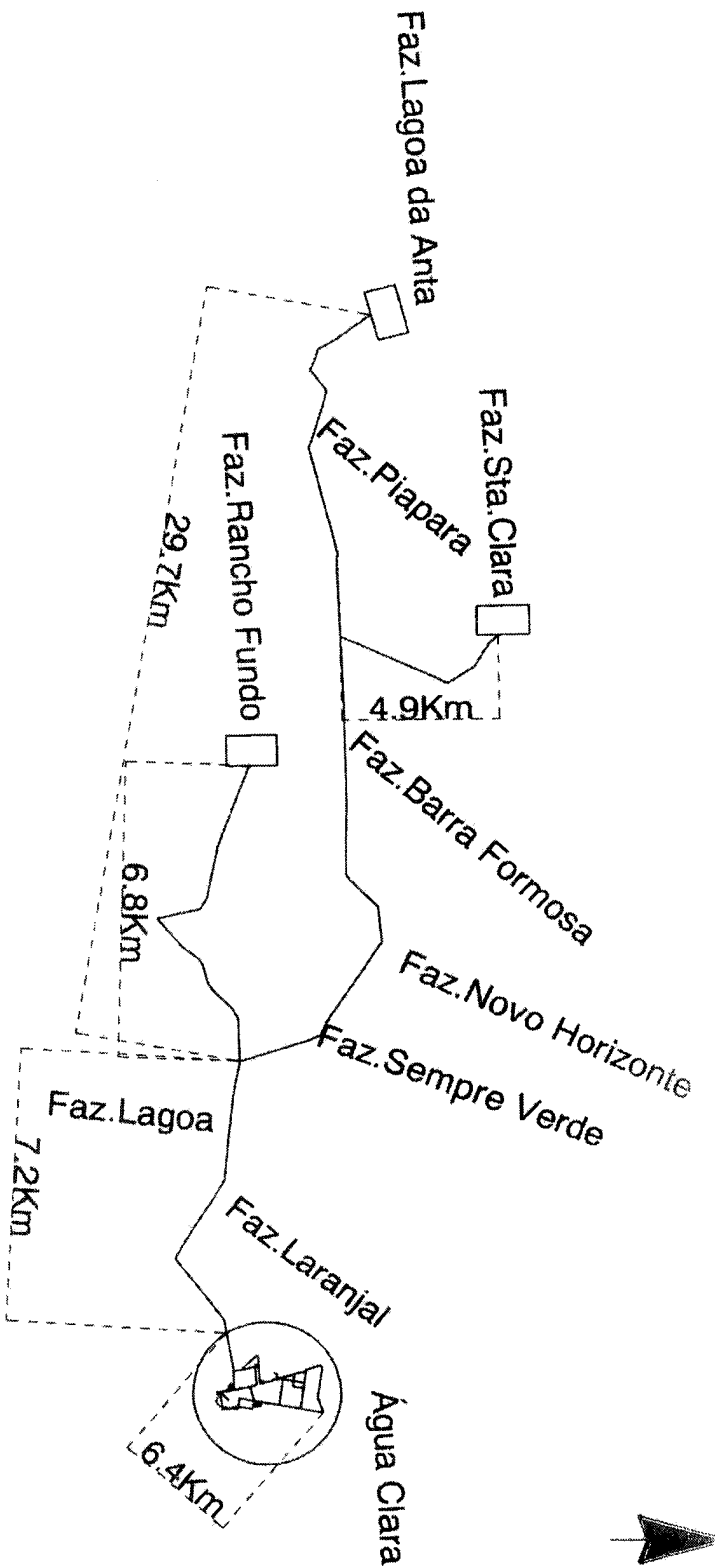 Faz.Lagoa da Anta
Faz.Sta.Clara
Faz.Piapara
Faz.Rancho Fundo
29.7Km
4.9Km
Faz.Barra Formosa
6.8Km
Faz.Novo Horizonte
Faz.Sempre Verde
Faz.Lagoa
7.2Km
Faz.Laranjal
Água Clara
6.4Km